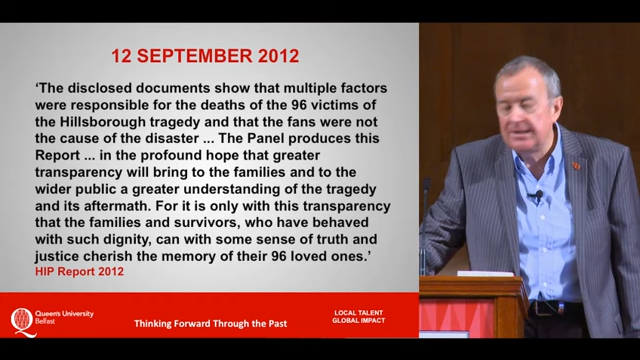 12 SEPTEMBER 2012
‘The disclosed documents show that multiple factors
were responsible for the deaths of the 96 victims of
the Hillsborough tragedy and that the fans were not
the cause of the disaster ... The Panel produces this
Report ... in the profound hope that greater
transparency will bring to the families and to the
wider public a greater understanding of the tragedy
and its aftermath. For it is only with this transparency
that the families and survivors, who have behaved
with such dignity, can with some sense of truth and
justice cherish the memory of their 96 loved ones.’
HIP Report 2012
Queen's University
Belfast
Thinking Forward Through the Past
LOCAL TALENT
GLOBAL IMPACT